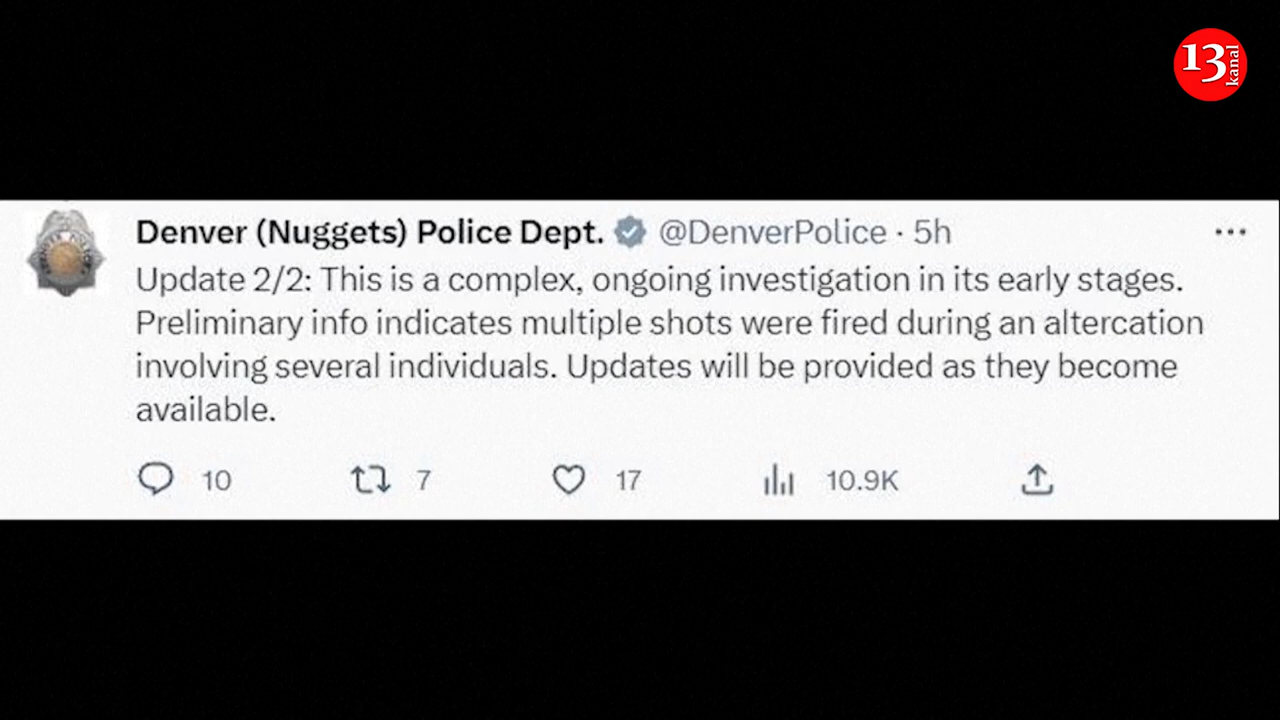 13 kanal
Denver (Nuggets) Police Dept. @DenverPolice · 5h
Update 2/2: This is a complex, ongoing investigation in its early stages.
Preliminary info indicates multiple shots were fired during an altercation
involving several individuals. Updates will be provided as they become
available.
10 7 17 10.9K